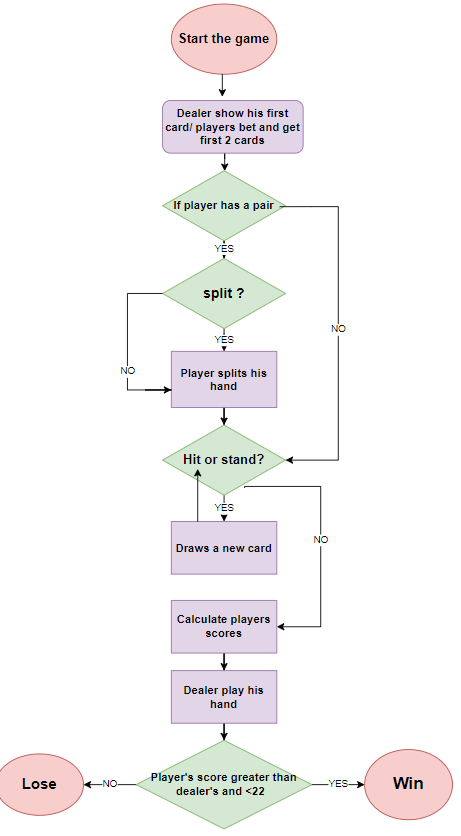 Start the game
Dealer show his first
card/ players bet and get
first 2 cards
If player has a pair
YES
split ?
NO
YES
NO
Player splits his
hand
Hit or stand?
YES
Draws a new card
NO
Calculate players
scores
Dealer play his
hand
Player's score greater than
dealer's and <22
Lose
NO
YES
Win